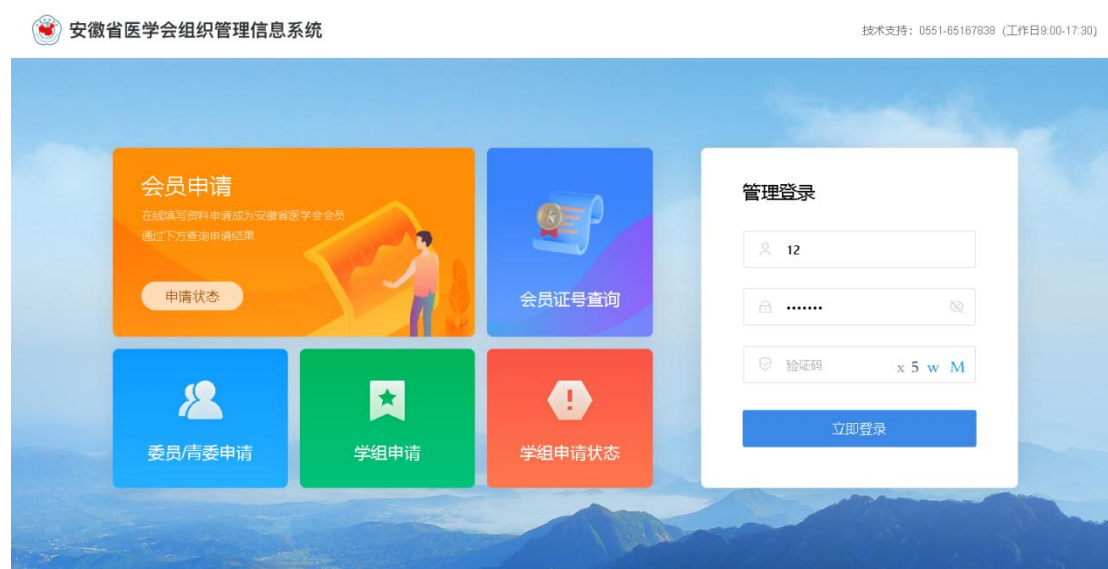 安徽省医学会组织管理信息系统
技术支持：0551-65167838 (工作日9:00-17:30)
会员申请
在线填写资料申请成为安徽省医学会会员
通过下方查询申请结果
申请状态
会员证号查询
委员/青委申请
学组申请
学组申请状态
管理登录
12
•••••••
验证码
x 5 w M
立即登录